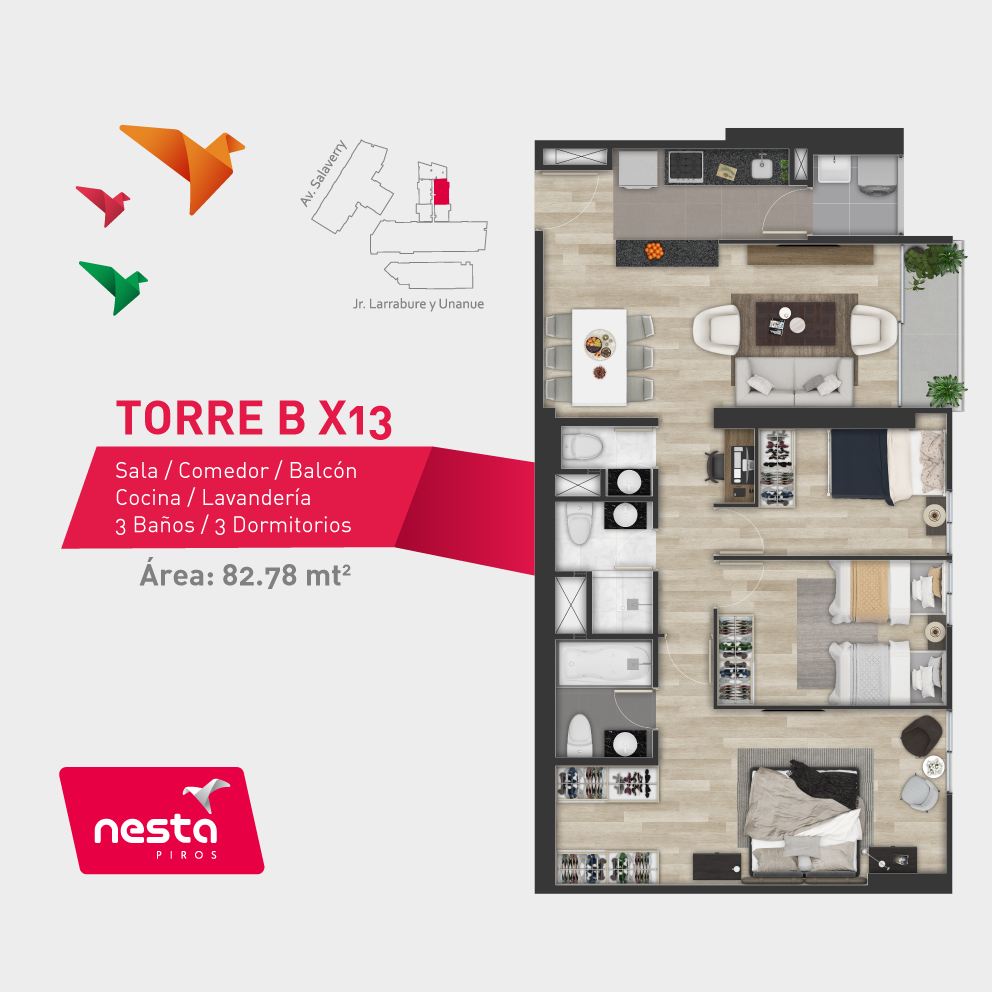 Av. Salaverry
Jr. Larrabure y Unanue
TORRE B X13
Sala / Comedor / Balcón
Cocina / Lavandería
3 Baños / 3 Dormitorios
Área: 82.78 mt²
nesta
PIROS